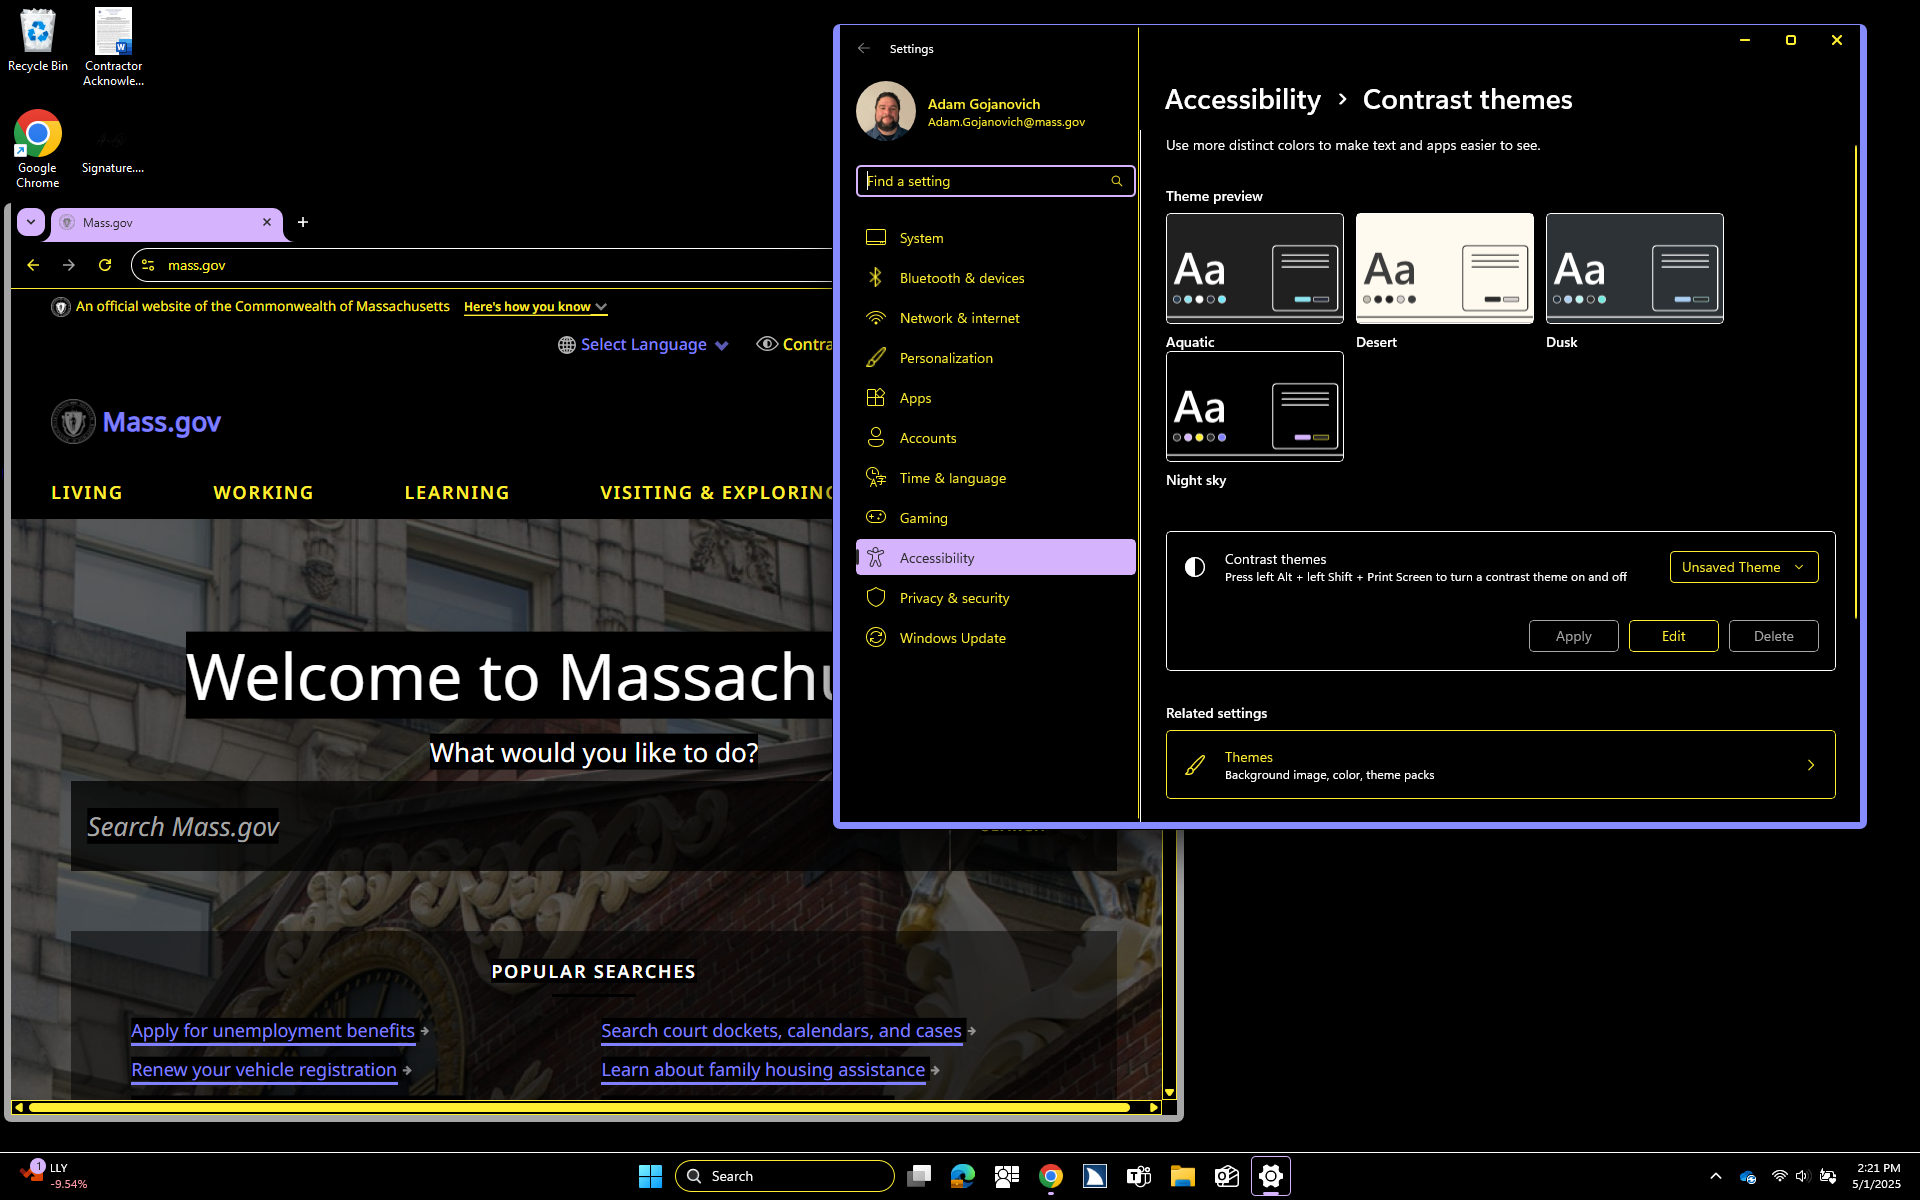 Recycle Bin
Contractor
Acknowle...
Google
Chrome
Signature....
Mass.gov
mass.gov
An official website of the Commonwealth of Massachusetts Here's how you know
Select Language
Contra
Mass.gov
LIVING WORKING LEARNING VISITING & EXPLORING
Welcome to Massachu
What would you like to do?
Search Mass.gov
POPULAR SEARCHES
Apply for unemployment benefits
Search court dockets, calendars, and cases
Renew your vehicle registration
Learn about family housing assistance
Settings
Adam Gojanovich
Adam.Gojanovich@mass.gov
Find a setting
System
Bluetooth & devices
Network & internet
Personalization
Apps
Accounts
Time & language
Gaming
Accessibility
Privacy & security
Windows Update
Accessibility › Contrast themes
Use more distinct colors to make text and apps easier to see.
Theme preview
Aa Aa Aa
Aquatic Desert Dusk
Aa
Night sky
Contrast themes
Press left Alt + left Shift + Print Screen to turn a contrast theme on and off
Unsaved Theme
Apply Edit Delete
Related settings
Themes
Background image, color, theme packs
1
LLY
-9.54%
Search
2:21 PM
5/1/2025